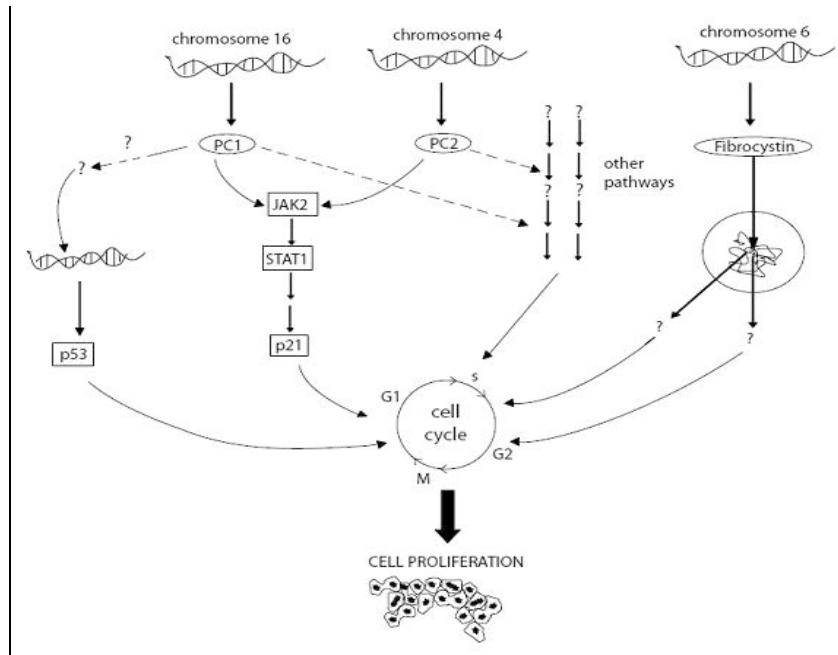 chromosome 16
chromosome 4
chromosome 6
PC1
PC2
Fibrocystin
?
?
?
?
?
?
other
pathways
JAK2
STAT1
p21
p53
?
?
G1
s
cell
cycle
G2
M
CELL PROLIFERATION